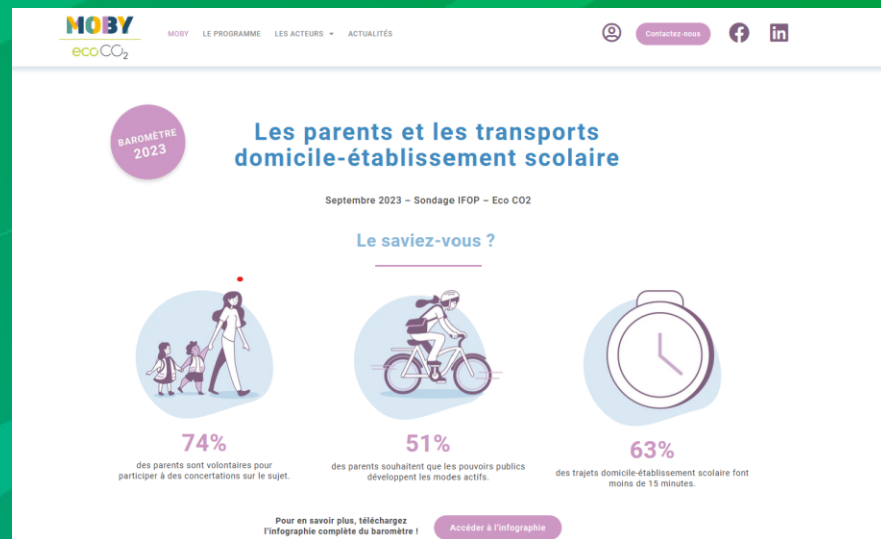 MOBY
ecoCO2
MOBY LE PROGRAMME LES ACTEURS ACTUALITÉS
Contactez-nous
BAROMÈTRE
2023
Les parents et les transports
domicile-établissement scolaire
Septembre 2023 – Sondage IFOP – Eco CO2
Le saviez-vous ?
74%
des parents sont volontaires pour
participer à des concertations sur le sujet.
51%
des parents souhaitent que les pouvoirs publics
développent les modes actifs.
63%
des trajets domicile-établissement scolaire font
moins de 15 minutes.
Pour en savoir plus, téléchargez
l'infographie complète du baromètre !
Accéder à l'infographie